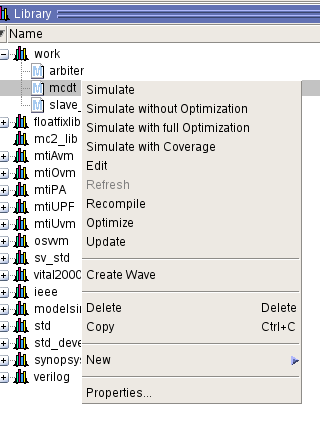 Library
Name
work
arbiter
mcdt
slave_
floatfixlib
mc2_lib
mtiAvm
mtiOvm
mtiPA
mtiUPF
mtiUvm
osvvm
sv_std
vital2000
ieee
modelsi
std
std_deve
synopsys
verilog
Simulate
Simulate without Optimization
Simulate with full Optimization
Simulate with Coverage
Edit
Refresh
Recompile
Optimize
Update
Create Wave
Delete Delete
Copy Ctrl+C
New
Properties...